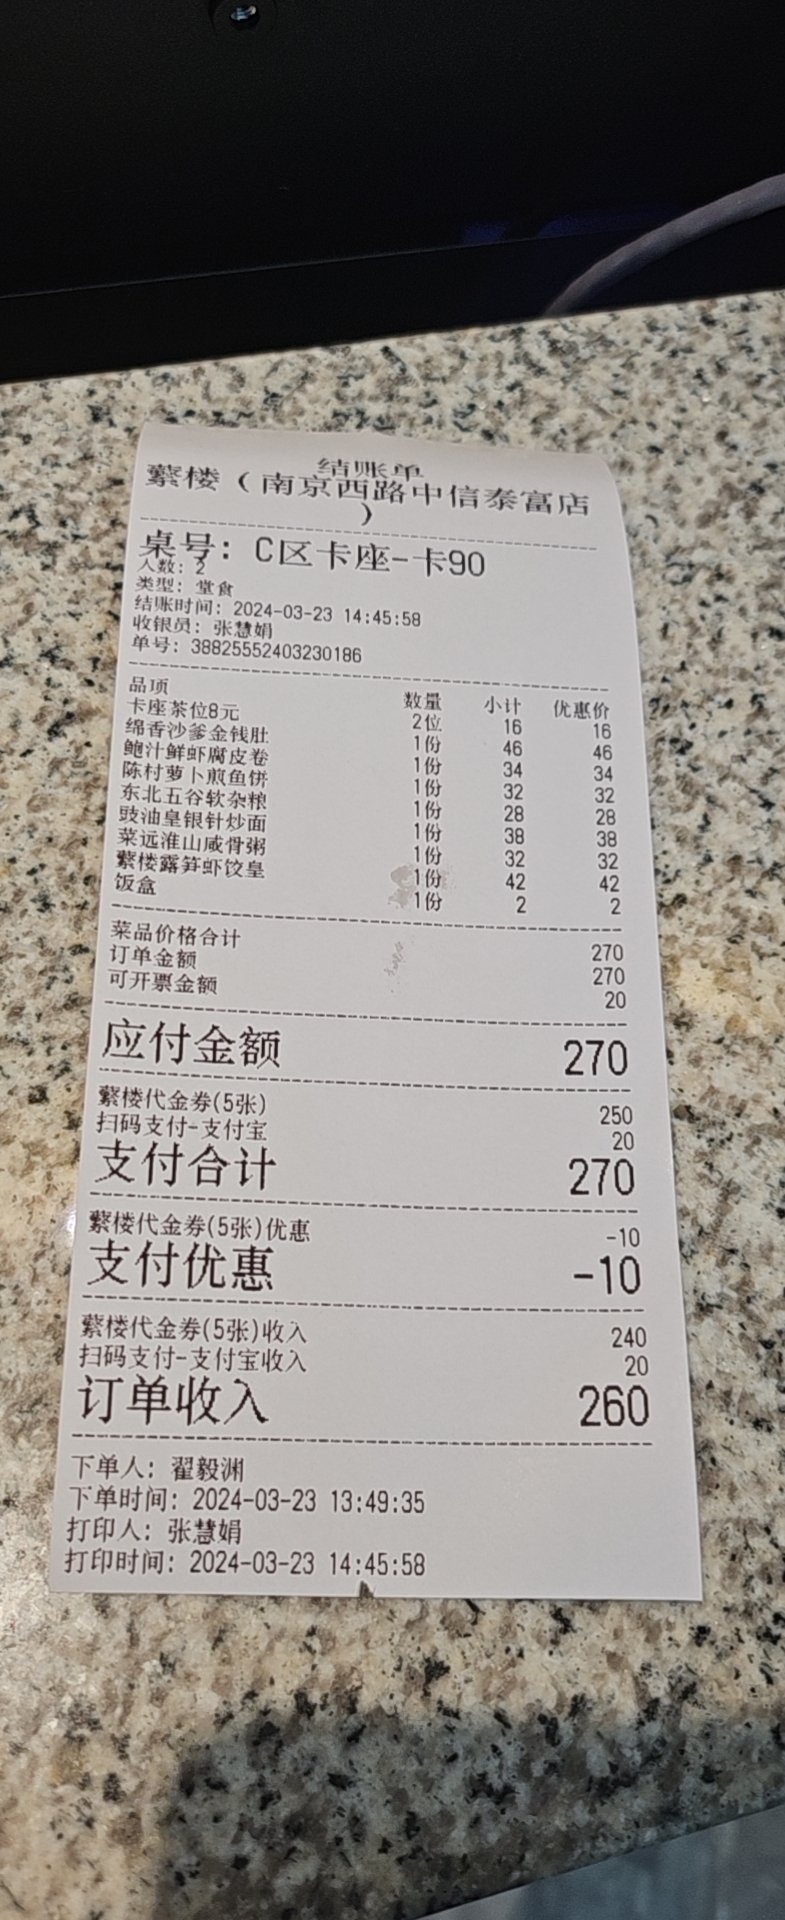 结账单
蘩楼（南京西路中信泰富店
）
桌号: C区卡座-卡90
人数: 2
类型: 堂食
结账时间: 2024-03-23 14:45:58
收银员: 张慧娟
单号: 38825552403230186
品项 数量 小计 优惠价
卡座茶位8元 2位 16 16
绵香沙爹金钱肚 1份 46 46
鲍汁鲜虾腐皮卷 1份 34 34
陈村萝卜煎鱼饼 1份 32 32
东北五谷软杂粮 1份 28 28
豉油皇银针炒面 1份 38 38
菜远淮山咸骨粥 1份 32 32
蘩楼露笋虾饺皇 1份 42 42
饭盒 1份 2 2
菜品价格合计 270
订单金额 270
可开票金额 20
应付金额 270
蘩楼代金券(5张) 250
扫码支付-支付宝 20
支付合计 270
蘩楼代金券(5张)优惠 -10
支付优惠 -10
蘩楼代金券(5张)收入 240
扫码支付-支付宝收入 20
订单收入 260
下单人: 翟毅渊
下单时间: 2024-03-23 13:49:35
打印人: 张慧娟
打印时间: 2024-03-23 14:45:58